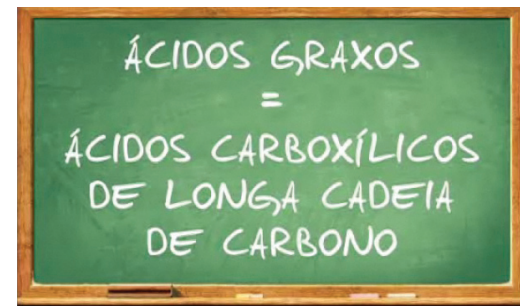 ÁCIDOS GRAXOS
=
ÁCIDOS CARBOXÍLICOS
DE LONGA CADEIA
DE CARBONO